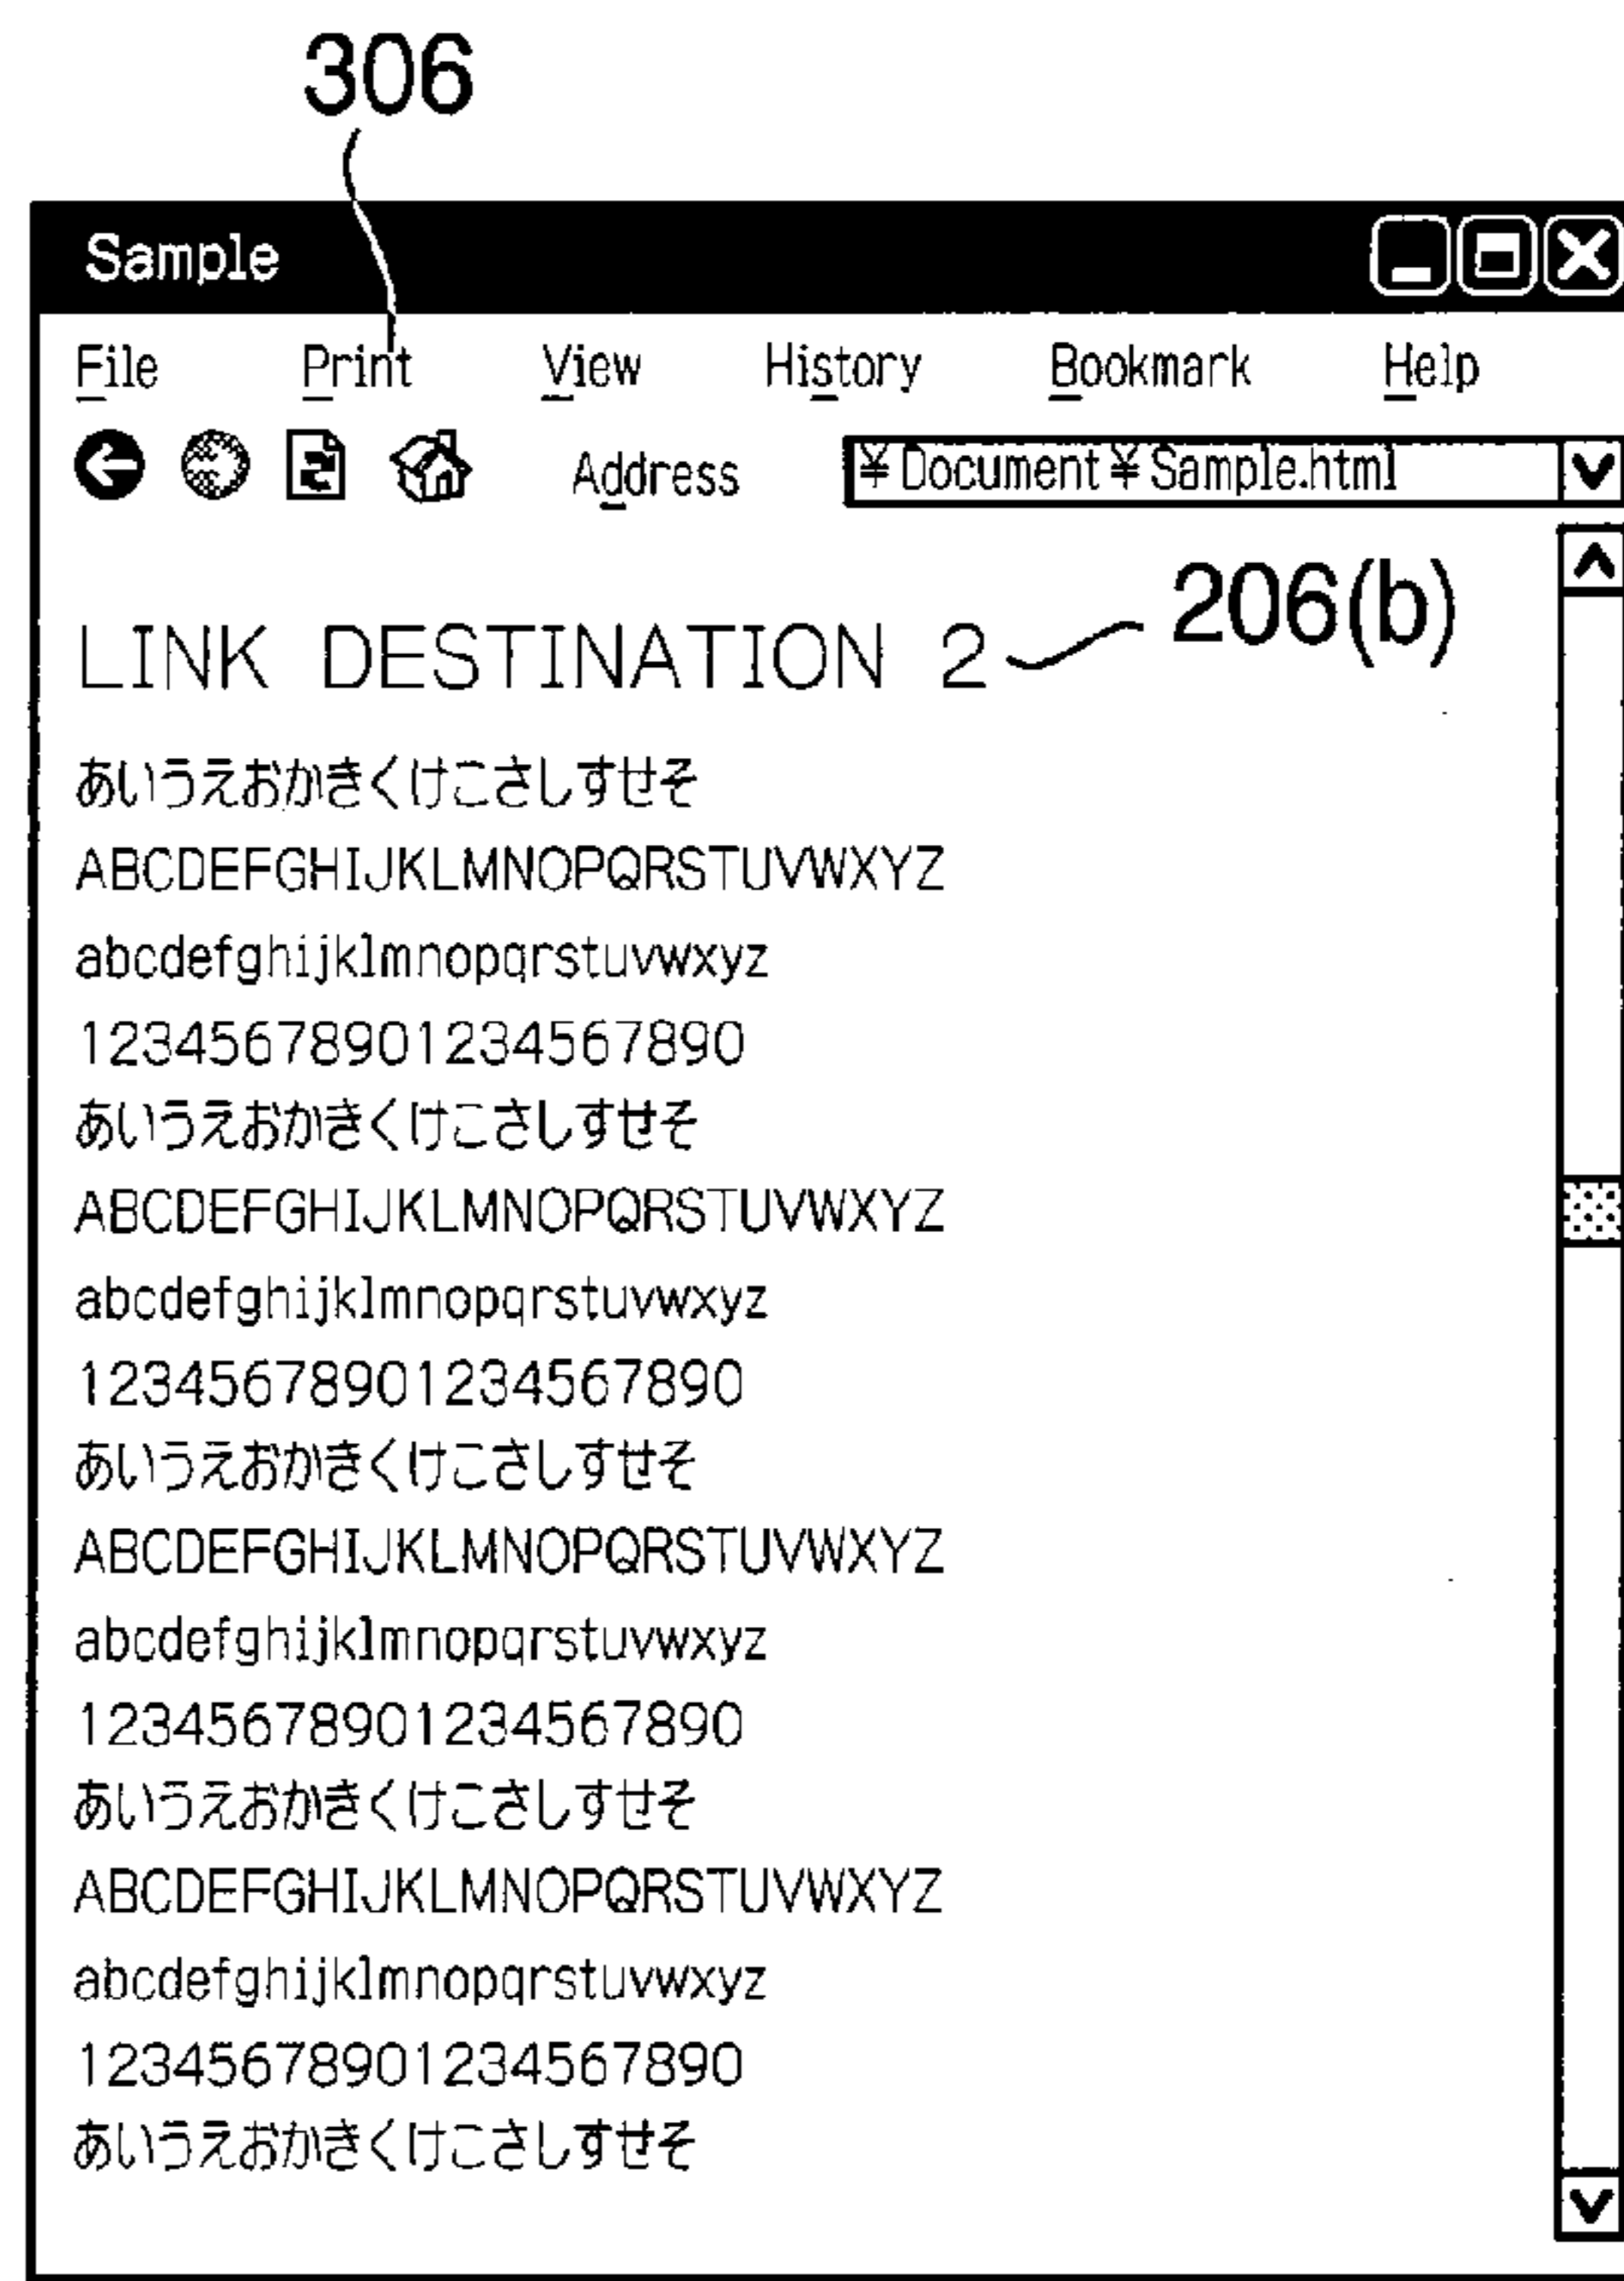 306
Sample
File Print View History Bookmark Help
Address ¥Document¥Sample.html
206(b)
LINK DESTINATION 2
あいうえおかきくけこさしすせそ
ABCDEFGHIJKLMNOPQRSTUVWXYZ
abcdefghijklmnopqrstuvwxyz
12345678901234567890
あいうえおかきくけこさしすせそ
ABCDEFGHIJKLMNOPQRSTUVWXYZ
abcdefghijklmnopqrstuvwxyz
12345678901234567890
あいうえおかきくけこさしすせそ
ABCDEFGHIJKLMNOPQRSTUVWXYZ
abcdefghijklmnopqrstuvwxyz
12345678901234567890
あいうえおかきくけこさしすせそ
ABCDEFGHIJKLMNOPQRSTUVWXYZ
abcdefghijklmnopqrstuvwxyz
12345678901234567890
あいうえおかきくけこさしすせそ